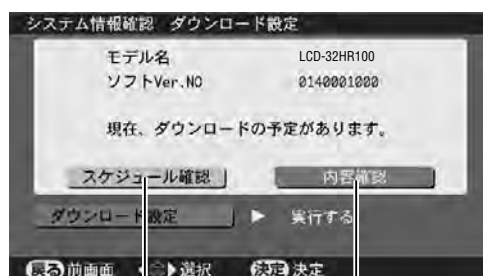 システム情報確認 ダウンロード設定
モデル名 LCD-32HR100
ソフトVer.NO 0140001000
現在、ダウンロードの予定があります。
スケジュール確認 内容確認
ダウンロード設定 ▶ 実行する
戻る 前画面 選択 決定 決定